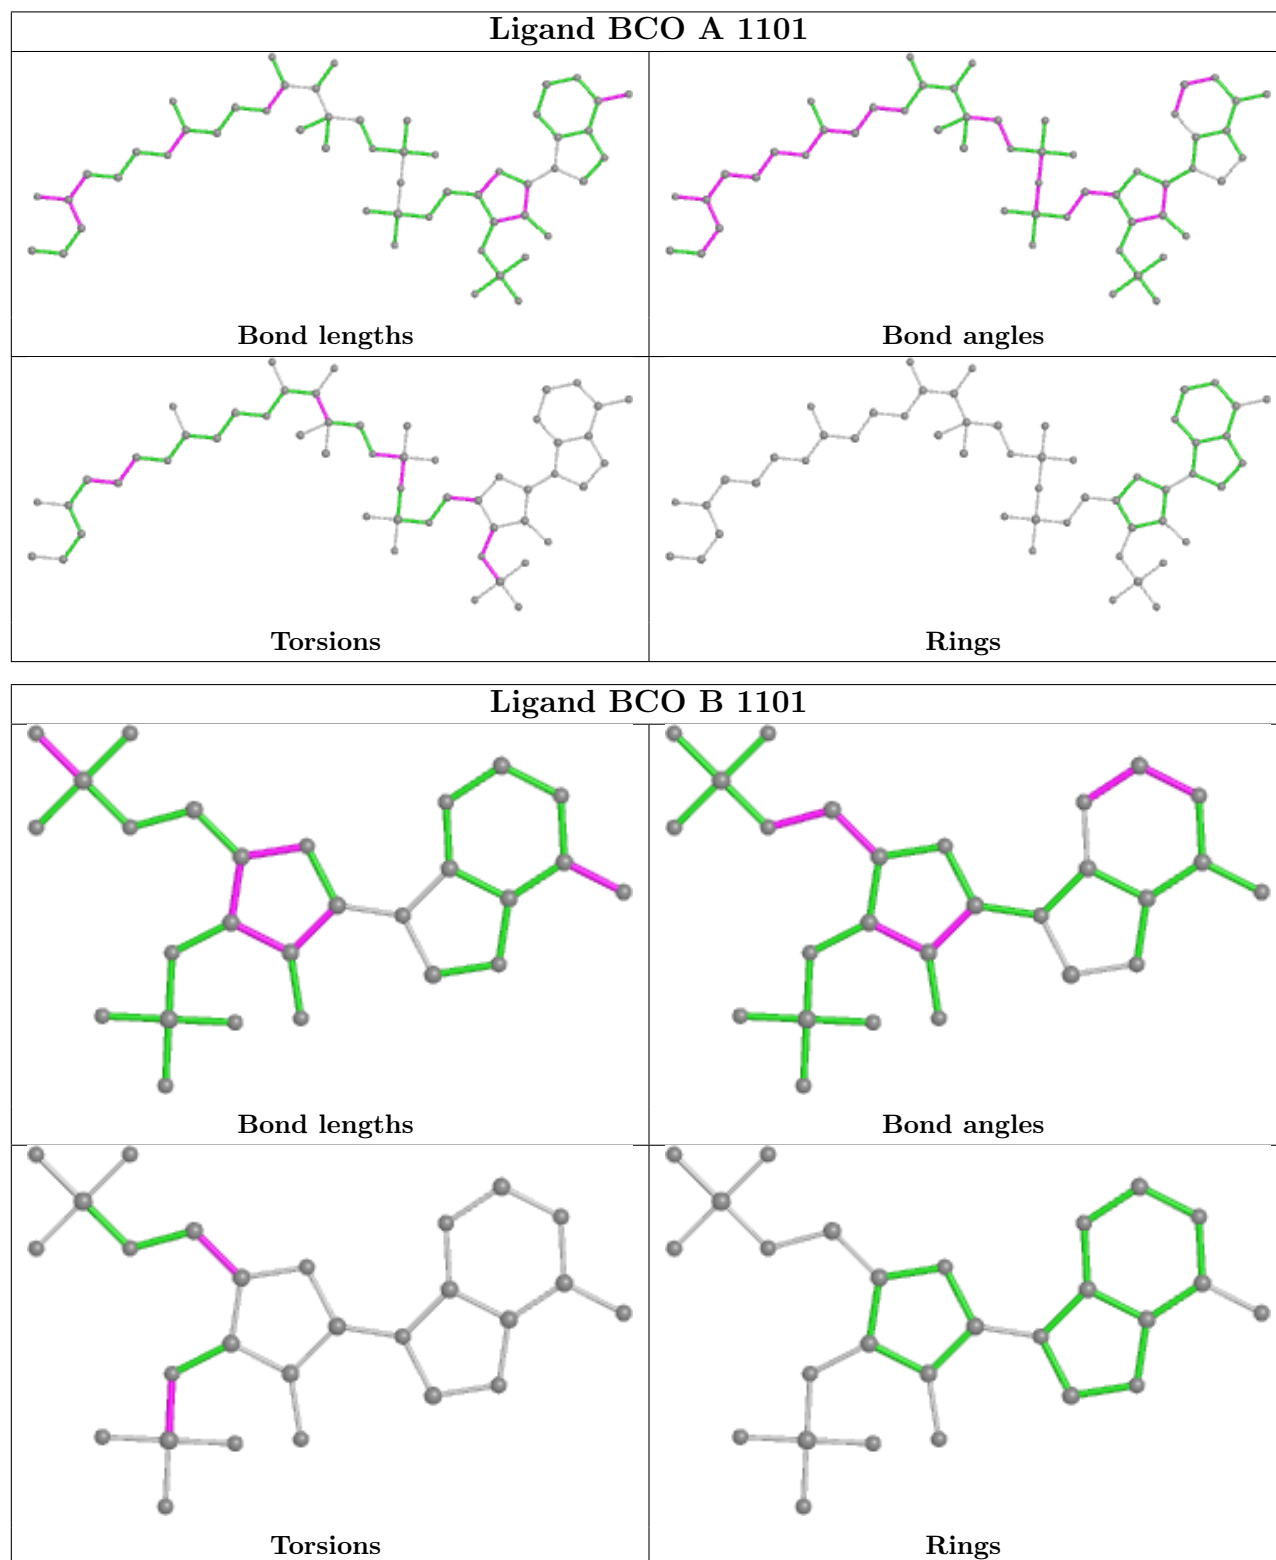 Ligand BCO A 1101
Bond lengths
Bond angles
Torsions
Rings
Ligand BCO B 1101
Bond lengths
Bond angles
Torsions
Rings